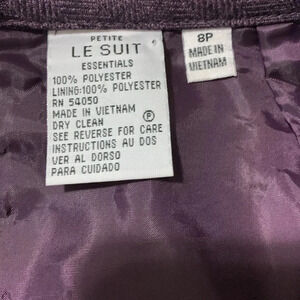 PETITE
LE SUIT
ESSENTIALS
100% POLYESTER
LINING:100% POLYESTER
RN 54050
MADE IN VIETNAM
DRY CLEAN
P
SEE REVERSE FOR CARE
INSTRUCTIONS AU DOS
VER AL DORSO
PARA CUIDADO
8P
MADE IN
VIETNAM